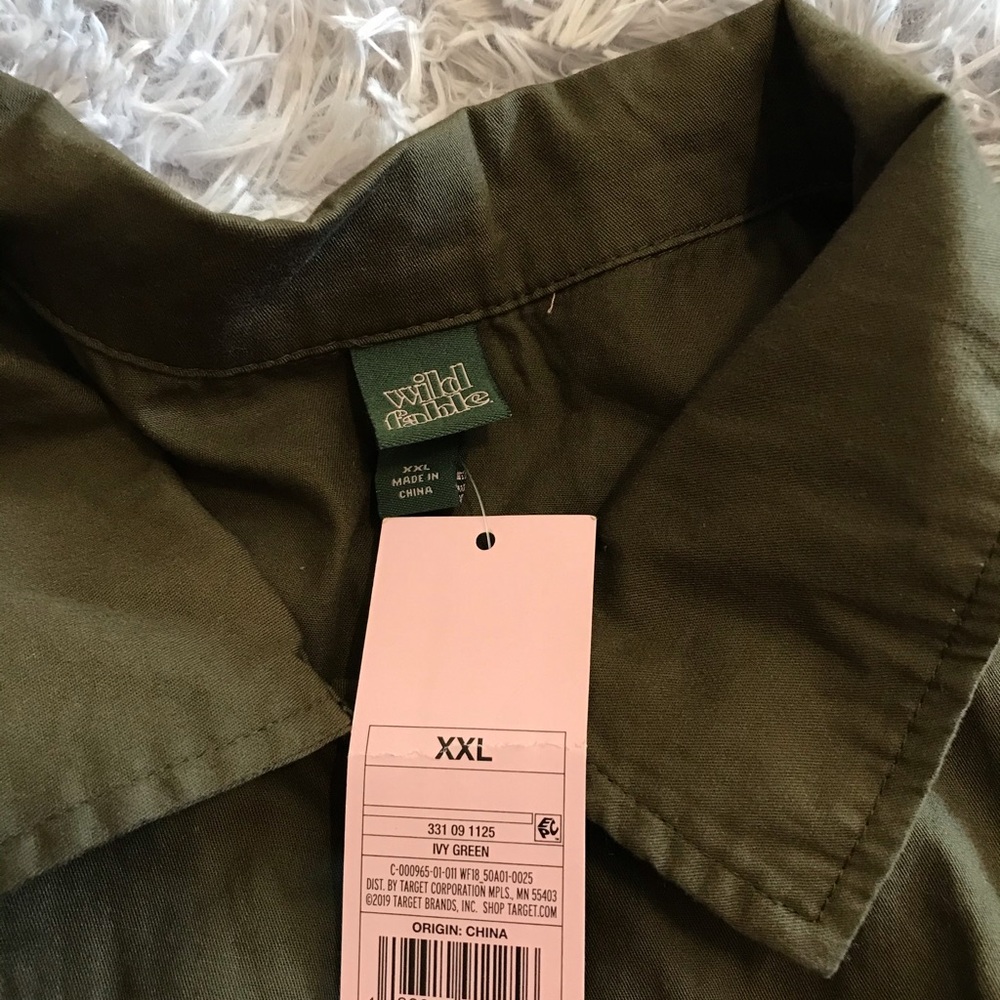 wild
fable
XXL
MADE IN
CHINA
XXL
331 09 1125
EPC
IVY GREEN
C-000965-01-011 WF18_50A01-0025
DIST. BY TARGET CORPORATION MPLS., MN 55403
©2019 TARGET BRANDS, INC. SHOP TARGET.COM
ORIGIN: CHINA